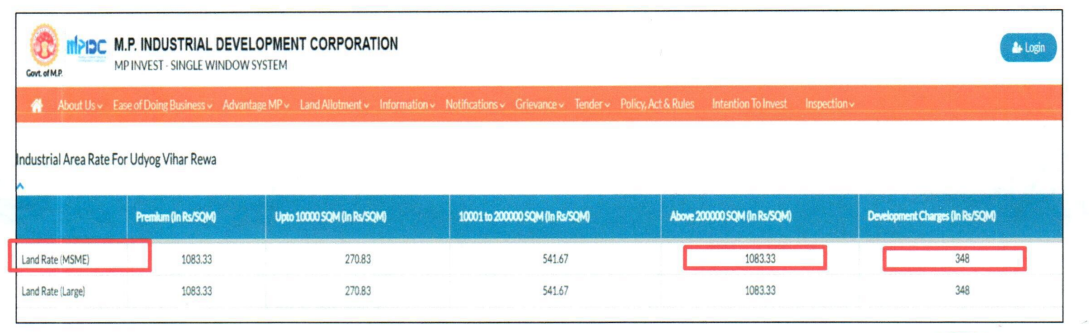 Govt. of M.P.
mpidc
M.P. INDUSTRIAL DEVELOPMENT CORPORATION
MP INVEST - SINGLE WINDOW SYSTEM
Login
About Us Ease of Doing Business Advantage MP Land Allotment Information Notifications Grievance Tender Policy, Act & Rules Intention To Invest Inspection
Industrial Area Rate For Udyog Vihar Rewa
Premium (In Rs/SQM) Upto 10000 SQM (In Rs/SQM) 10001 to 200000 SQM (In Rs/SQM) Above 200000 SQM (In Rs/SQM) Development Charges (In Rs/SQM)
Land Rate (MSME) 1083.33 270.83 541.67 1083.33 348
Land Rate (Large) 1083.33 270.83 541.67 1083.33 348